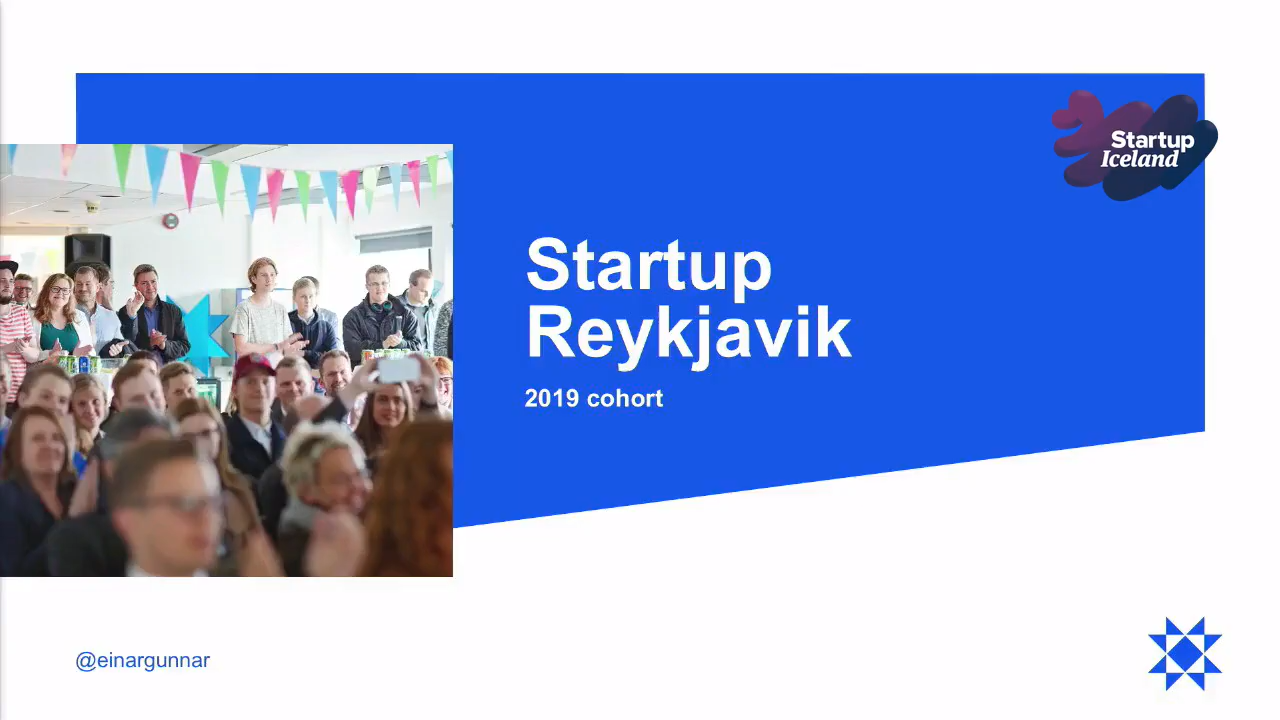 Startup
Iceland
Startup
Reykjavik
2019 cohort
@einargunnar